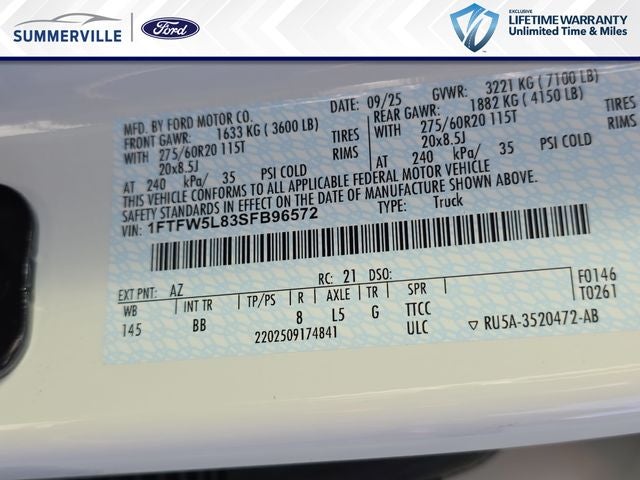 SUMMERVILLE
Ford
EXCLUSIVE
LIFETIME WARRANTY
Unlimited Time & Miles
MFD. BY FORD MOTOR CO.
DATE: 09/25
GVWR: 3221 KG ( 7100 LB)
FRONT GAWR: 1633 KG ( 3600 LB)
REAR GAWR: 1882 KG ( 4150 LB)
WITH 275/60R20 115T TIRES
275/60R20 115T TIRES
20x8.5J RIMS
WITH 20x8.5J RIMS
AT 240 kPa/ 35 PSI COLD
AT 240 kPa/ 35 PSI COLD
THIS VEHICLE CONFORMS TO ALL APPLICABLE FEDERAL MOTOR VEHICLE
SAFETY STANDARDS IN EFFECT ON THE DATE OF MANUFACTURE SHOWN ABOVE.
VIN: 1FTFW5L83SFB96572
TYPE: Truck
EXT PNT: AZ
RC: 21 DSO:
F0146
T0261
WB INT TR TP/PS R AXLE TR SPR
145 BB 8 L5 G TTCC
2202509174841 ULC
▽ RU5A-3520472-AB